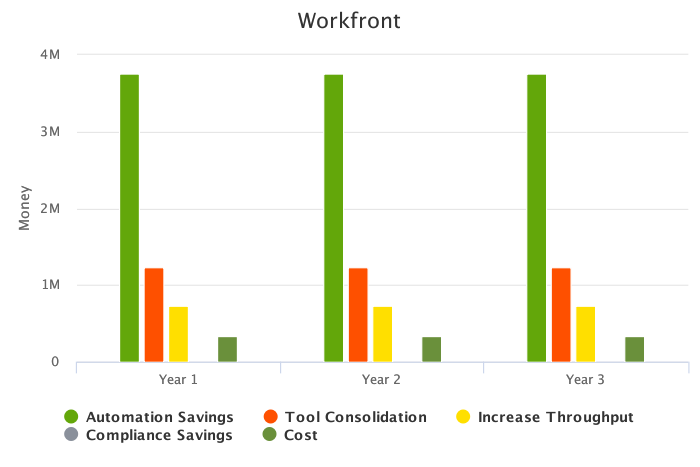 Workfront
4M
3M
2M
1M
0
Money
Year 1 Year 2 Year 3
Automation Savings Tool Consolidation Increase Throughput
Compliance Savings Cost